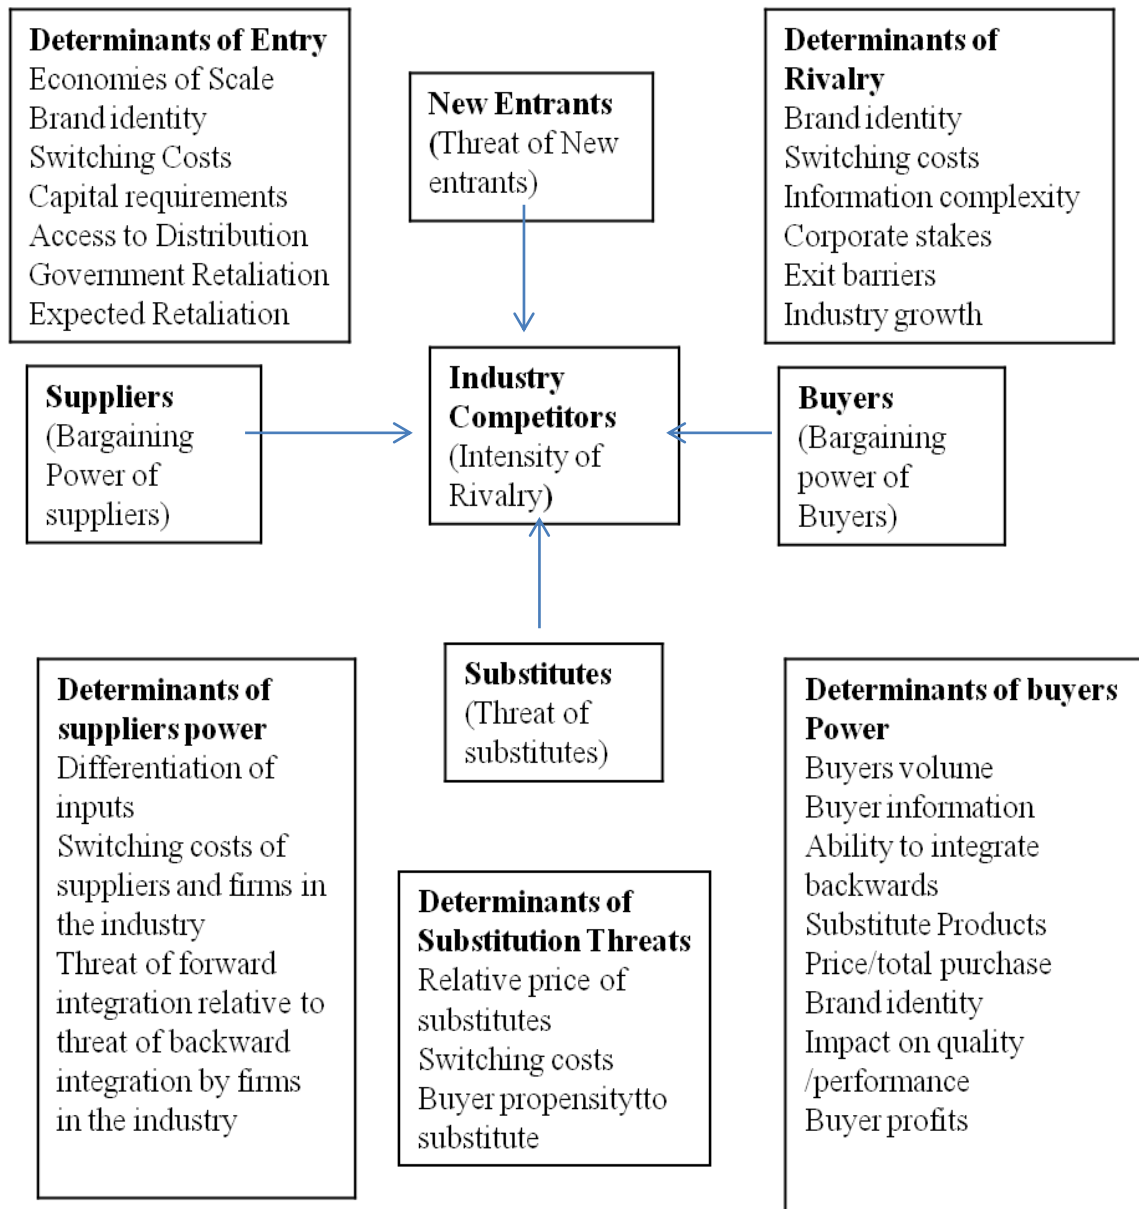 Determinants of Entry
Economies of Scale
Brand identity
Switching Costs
Capital requirements
Access to Distribution
Government Retaliation
Expected Retaliation
New Entrants
(Threat of New
entrants)
Determinants of
Rivalry
Brand identity
Switching costs
Information complexity
Corporate stakes
Exit barriers
Industry growth
Suppliers
(Bargaining
Power of
suppliers)
Industry
Competitors
(Intensity of
Rivalry)
Buyers
(Bargaining
power of
Buyers)
Substitutes
(Threat of
substitutes)
Determinants of
suppliers power
Differentiation of
inputs
Switching costs of
suppliers and firms in
the industry
Threat of forward
integration relative to
threat of backward
integration by firms
in the industry
Determinants of
Substitution Threats
Relative price of
substitutes
Switching costs
Buyer propensitytto
substitute
Determinants of buyers
Power
Buyers volume
Buyer information
Ability to integrate
backwards
Substitute Products
Price/total purchase
Brand identity
Impact on quality
/performance
Buyer profits